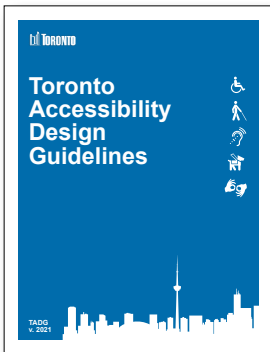 TORONTO
Toronto
Accessibility
Design
Guidelines
TADG
v. 2021